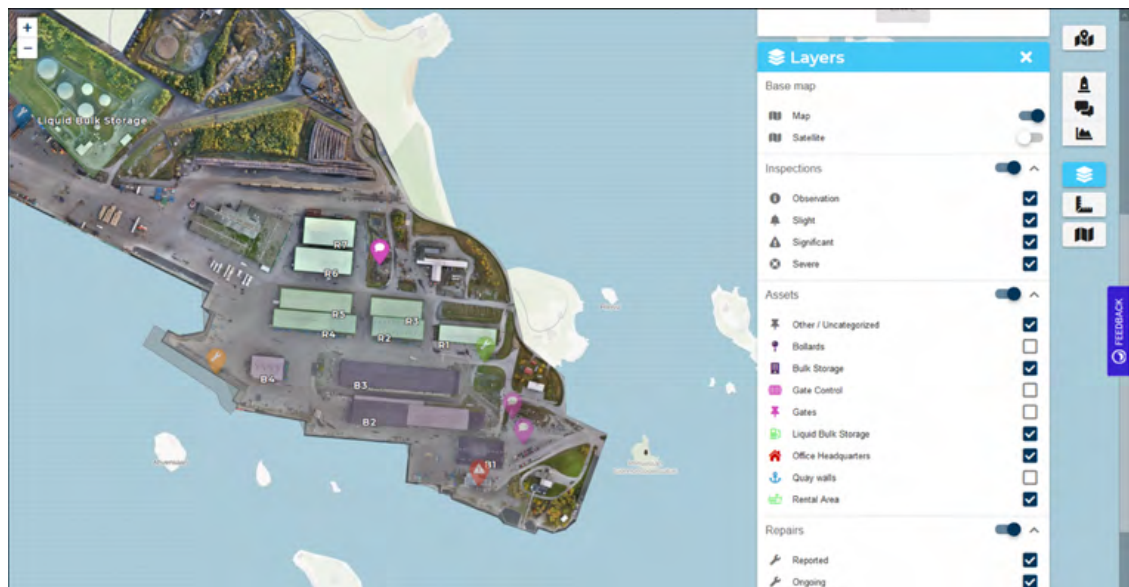 +
−
Liquid Bulk Storage
R7
R6
R5
R4
R3
R2
R1
B4
B3
B2
B1
Layers
Base map
Map
Satellite
Inspections
Observation
Slight
Significant
Severe
Assets
Other / Uncategorized
Bollards
Bulk Storage
Gate Control
Gates
Liquid Bulk Storage
Office Headquarters
Quay walls
Rental Area
Repairs
Reported
Ongoing
FEEDBACK